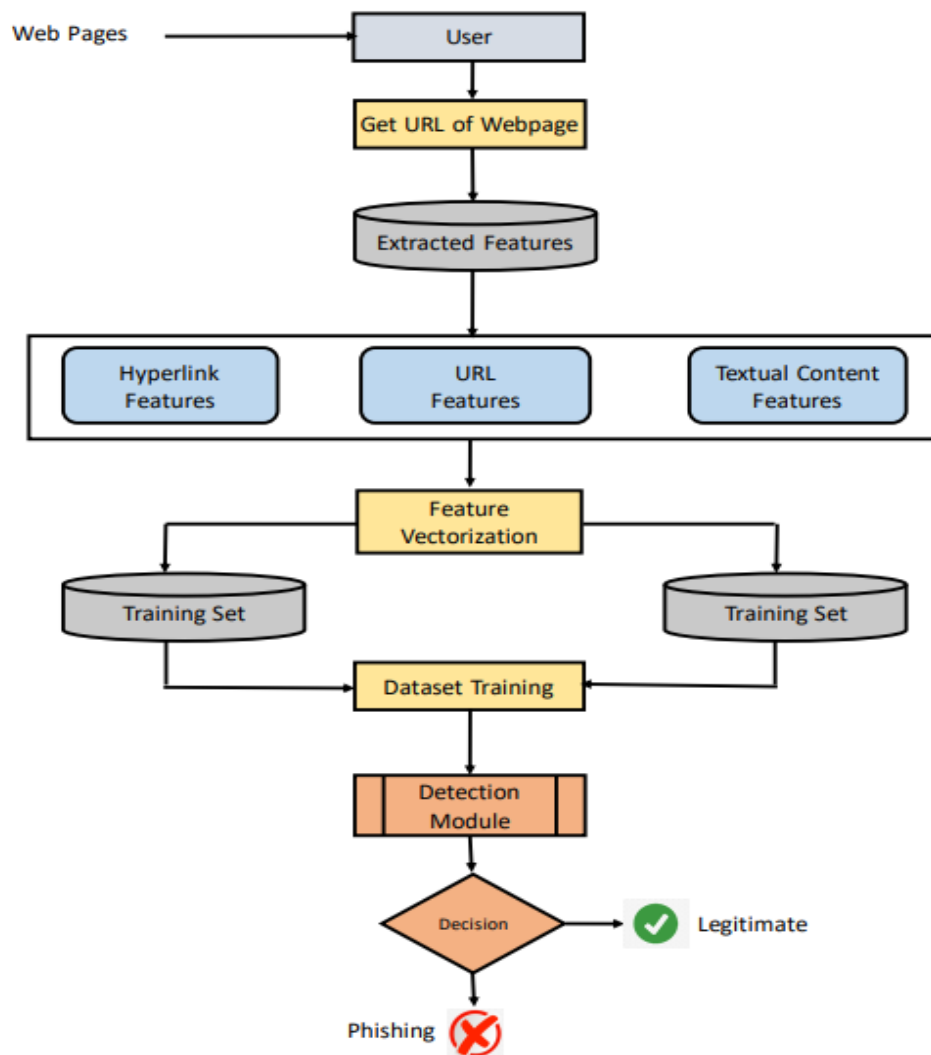 Web Pages
User
Get URL of Webpage
Extracted Features
Hyperlink
Features
URL
Features
Textual Content
Features
Feature
Vectorization
Training Set
Training Set
Dataset Training
Detection
Module
Decision
Legitimate
Phishing